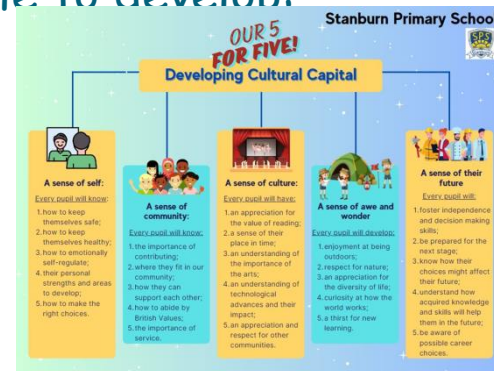 Stanburn Primary Schoo
SPS
OUR 5
FOR FIVE!
Developing Cultural Capital
A sense of self:
Every pupil will know:
1.how to keep
themselves safe;
2.how to keep
themselves healthy;
3.how to emotionally
self-regulate;
4.their personal
strengths and areas
to develop;
5.how to make the
right choices.
A sense of
community:
Every pupil will know:
1.the importance of
contributing;
2.where they fit in our
community;
3.how they can
support each other;
4.how to abide by
British Values;
5.the importance of
service.
A sense of culture:
Every pupil will have:
1.an appreciation for
the value of reading;
2.a sense of their
place in time;
3.an understanding of
the importance of
the arts;
4.an understanding of
technological
advances and their
impact;
5.an appreciation and
respect for other
communities.
A sense of awe and
wonder
Every pupil will develop:
1.enjoyment at being
outdoors;
2.respect for nature;
3.an appreciation for
the diversity of life;
4.curiosity at how the
world works;
5.a thirst for new
learning.
A sense of their
future
Every pupil will:
1.foster independence
and decision making
skills;
2.be prepared for the
next stage;
3.know how their
choices might affect
their future;
4.understand how
acquired knowledge
and skills will help
them in the future;
5.be aware of
possible career
choices.